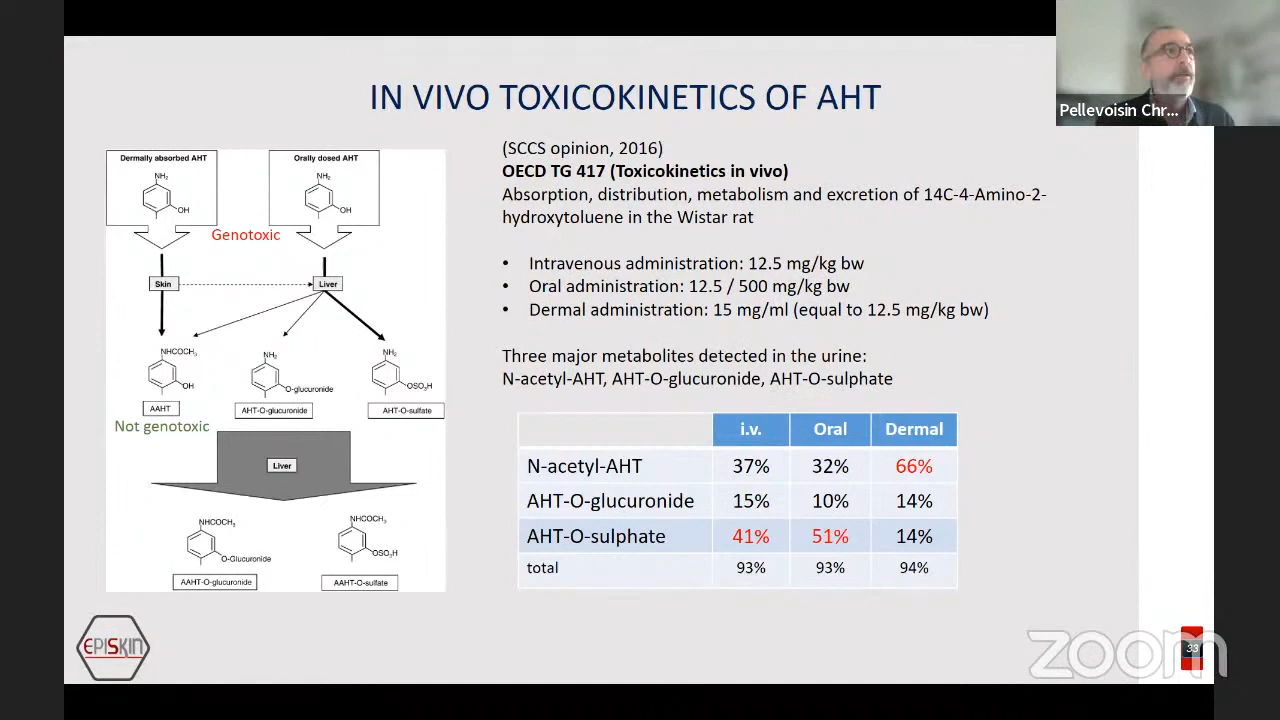 Pellevoisin Chr...
IN VIVO TOXICOKINETICS OF AHT
Dermally absorbed AHT
Orally dosed AHT
NH₂
NH₂
OH
OH
Genotoxic
Skin
Liver
NHCOCH₃
NH₂
NH₂
OH
O-glucuronide
OSO₃H
AAHT
AHT-O-glucuronide
AHT-O-sulfate
Not genotoxic
Liver
NHCOCH₃
NHCOCH₃
O-Glucuronide
OSO₃H
AAHT-O-glucuronide
AAHT-O-sulfate
(SCCS opinion, 2016)
OECD TG 417 (Toxicokinetics in vivo)
Absorption, distribution, metabolism and excretion of 14C-4-Amino-2-
hydroxytoluene in the Wistar rat
• Intravenous administration: 12.5 mg/kg bw
• Oral administration: 12.5 / 500 mg/kg bw
• Dermal administration: 15 mg/ml (equal to 12.5 mg/kg bw)
Three major metabolites detected in the urine:
N-acetyl-AHT, AHT-O-glucuronide, AHT-O-sulphate
i.v. Oral Dermal
N-acetyl-AHT 37% 32% 66%
AHT-O-glucuronide 15% 10% 14%
AHT-O-sulphate 41% 51% 14%
total 93% 93% 94%
EPISKIN
zoom
33